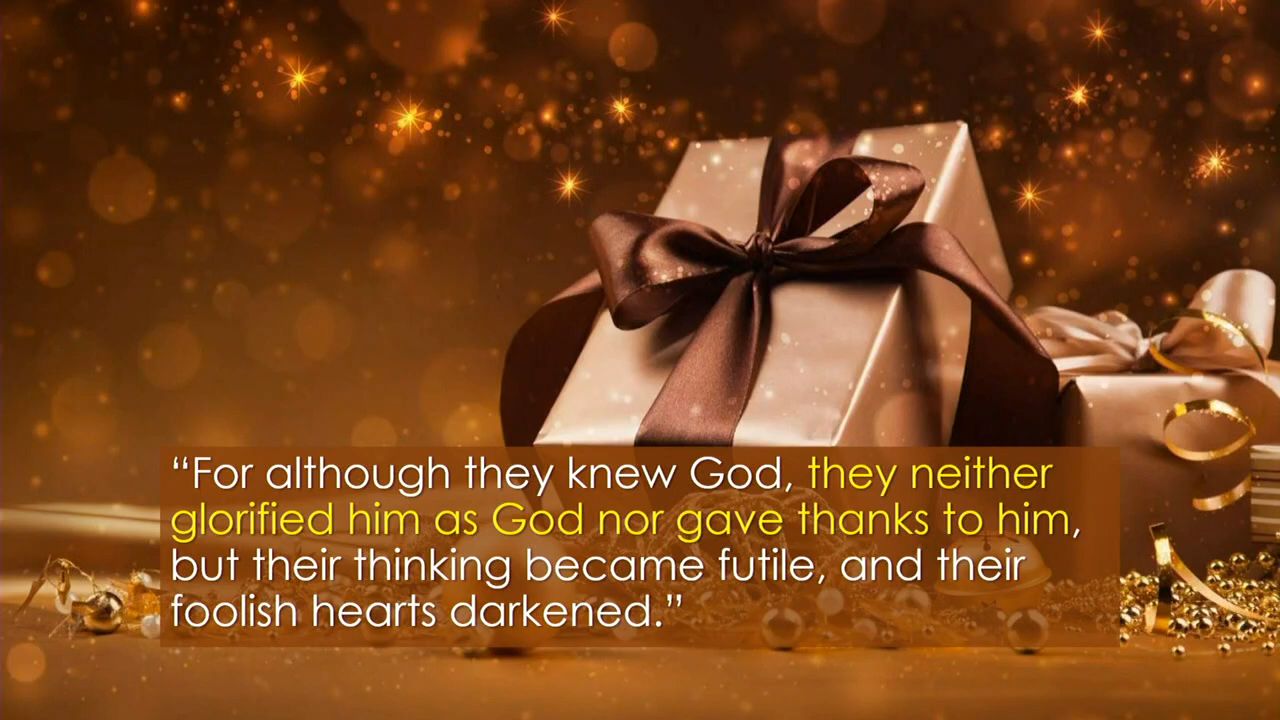 “For although they knew God, they neither
glorified him as God nor gave thanks to him,
but their thinking became futile, and their
foolish hearts darkened.”